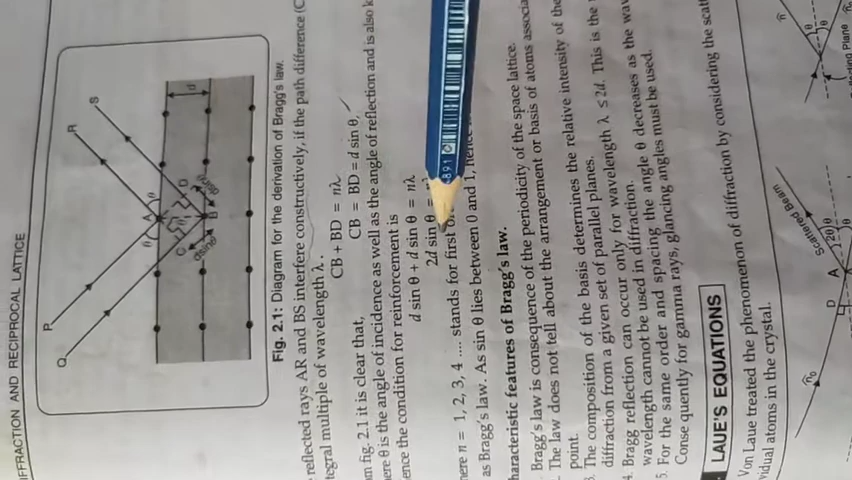 IFFRACTION AND RECIPROCAL LATTICE
P
Q
R
S
A
θ
θ
C
D
B
dsinθ
dsinθ
d
Fig. 2.1: Diagram for the derivation of Bragg's law.
reflected rays AR and BS interfere constructively, if the path difference (C
tegral multiple of wavelength λ.
CB + BD = nλ
m fig. 2.1 it is clear that,
CB = BD = d sin θ,
ere θ is the angle of incidence as well as the angle of reflection and is also k
ence the condition for reinforcement is
d sin θ + d sin θ = nλ
2d sin θ =
here n = 1, 2, 3, 4 .... stands for first
as Bragg's law. As sin θ lies between 0 and 1, hence
haracteristic features of Bragg's law.
Bragg's law is consequence of the periodicity of the space lattice.
The law does not tell about the arrangement or basis of atoms associa
point.
The composition of the basis determines the relative intensity of the
diffraction from a given set of parallel planes.
4. Bragg reflection can occur only for wavelength λ ≤ 2d. This is the
wavelength cannot be used in diffraction.
5. For the same order and spacing the angle θ decreases as the wav
Conse quently for gamma rays, glancing angles must be used.
LAUE'S EQUATIONS
Von Laue treated the phenomenon of diffraction by considering the scatt
vidual atoms in the crystal.
Scattered Beam
D
A
2θ
θ
θ
n
θ
θ
Plane
891